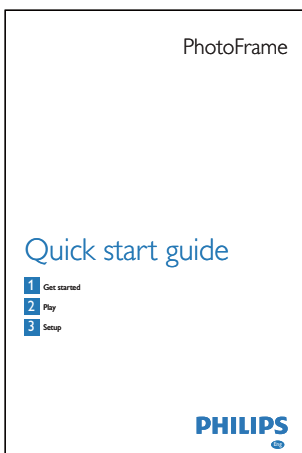 PhotoFrame
Quick start guide
1 Get started
2 Play
3 Setup
PHILIPS
Eng